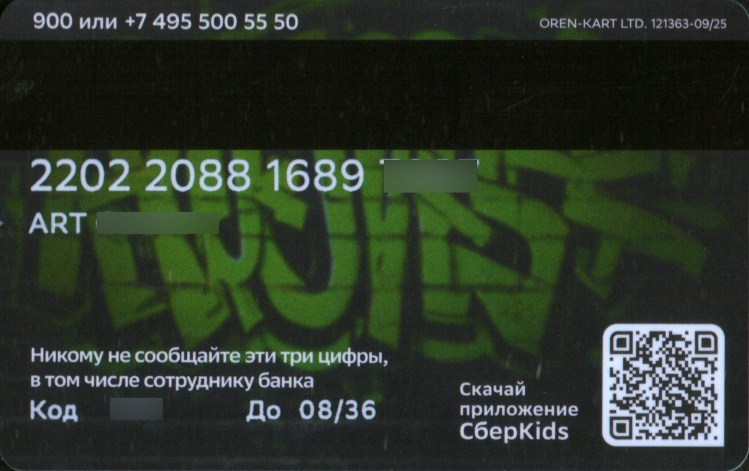 900 или +7 495 500 55 50
OREN-KART LTD. 121363-09/25
2202 2088 1689
ART
Никому не сообщайте эти три цифры,
в том числе сотруднику банка
Код До 08/36
Скачай
приложение
СберKids